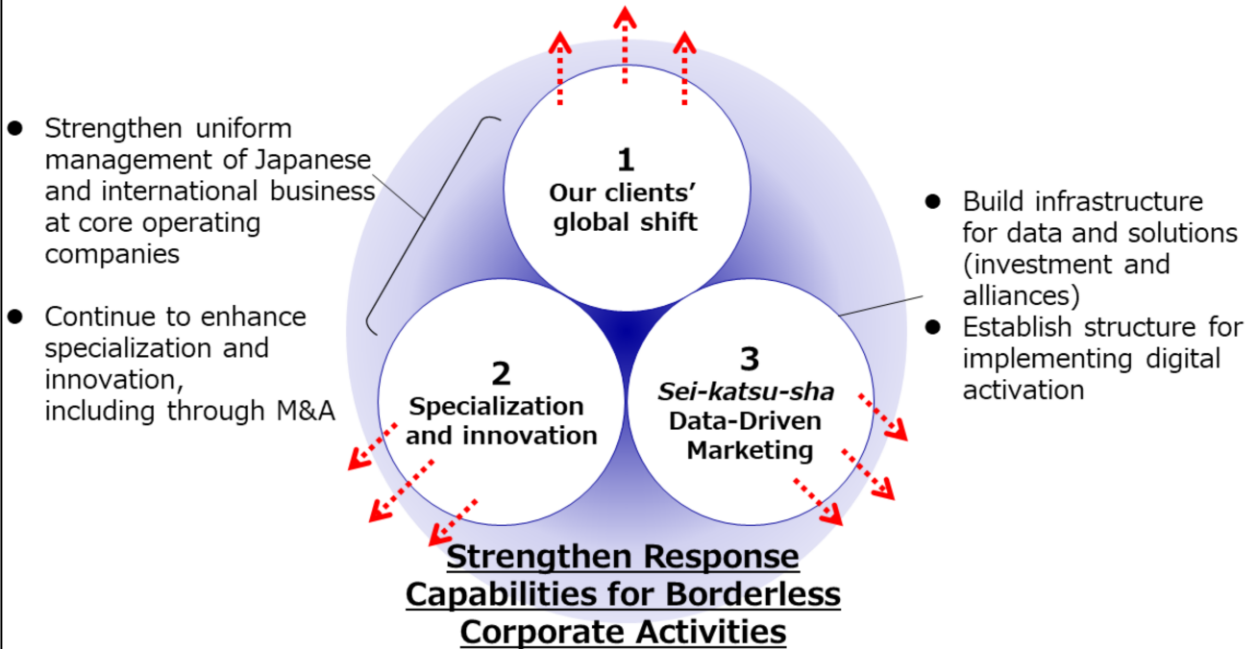 ● Strengthen uniform
management of Japanese
and international business
at core operating
companies
● Continue to enhance
specialization and
innovation,
including through M&A
1
Our clients’
global shift
2
Specialization
and innovation
3
Sei-katsu-sha
Data-Driven
Marketing
● Build infrastructure
for data and solutions
(investment and
alliances)
● Establish structure for
implementing digital
activation
Strengthen Response
Capabilities for Borderless
Corporate Activities